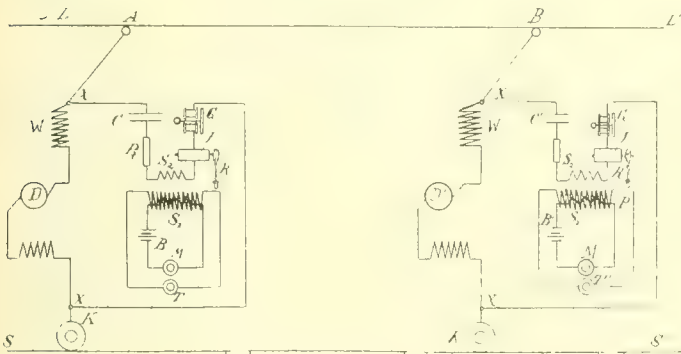 L A B L'
X X
W C G W C
J J
S₂ R S₂ R
D P
S₁ S₁
B B
M M
T
X X
K K
S S